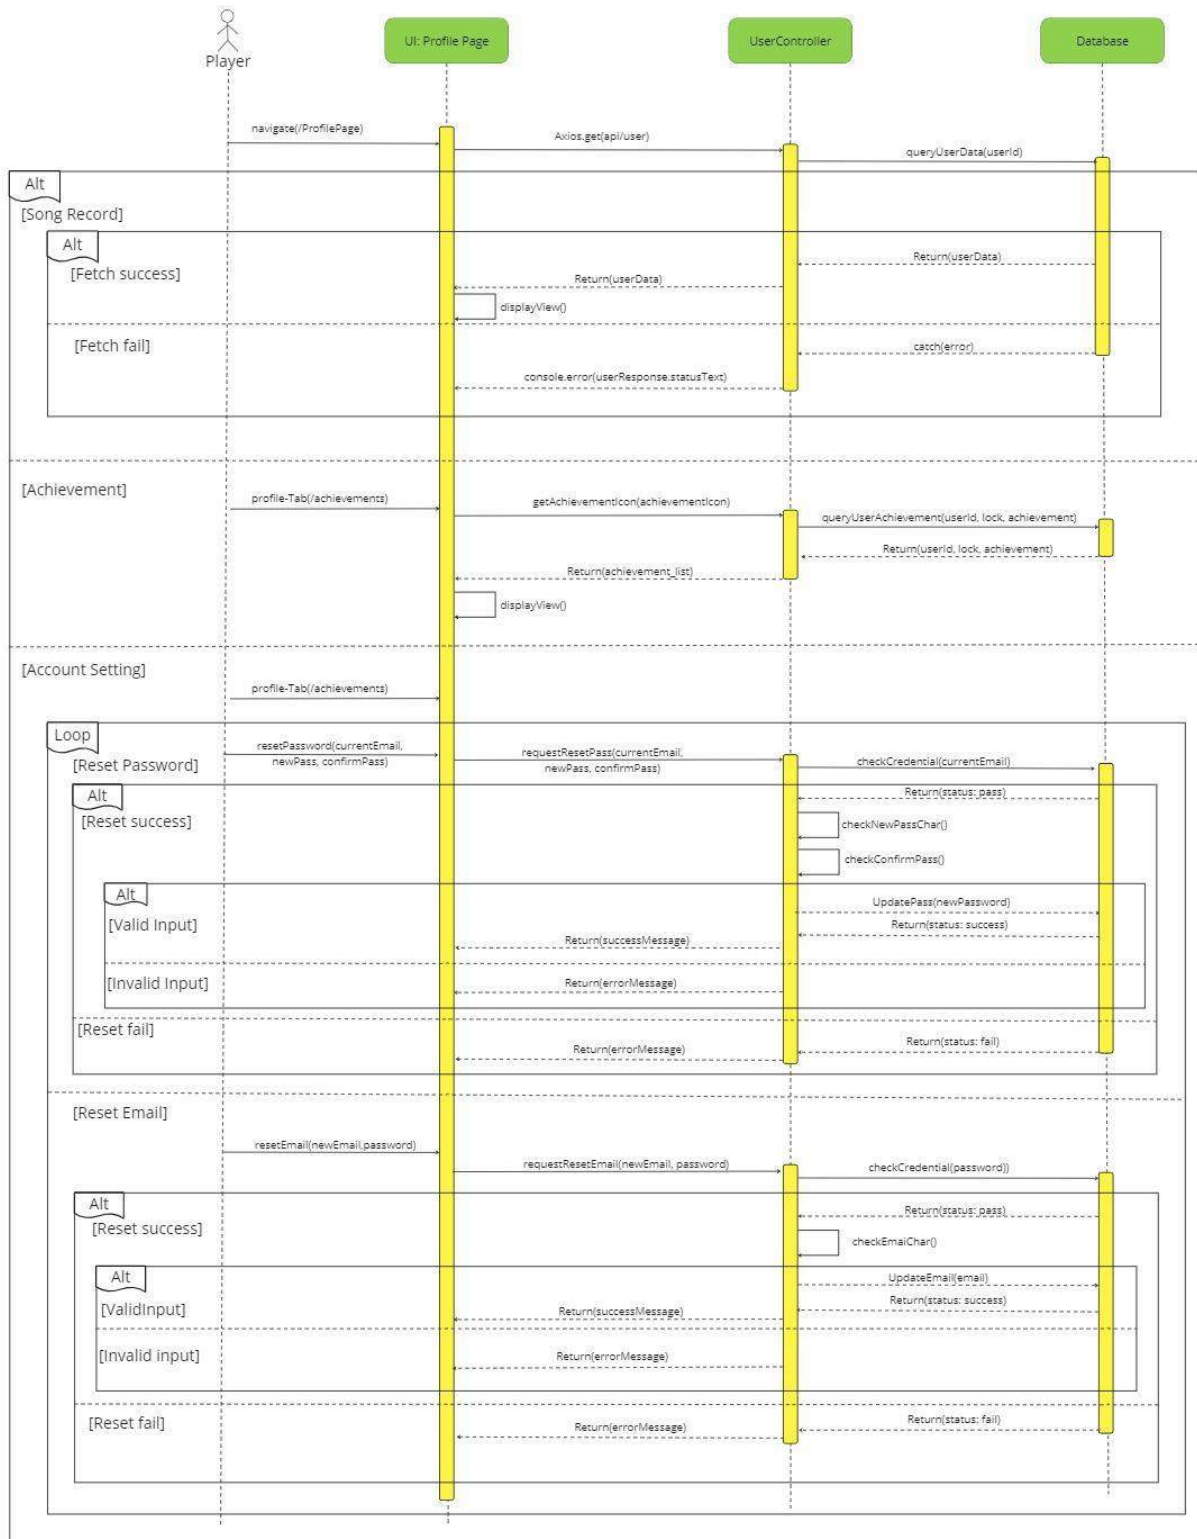 Player
UI: Profile Page
UserController
Database
navigate(/ProfilePage)
Axios.get(api/user)
queryUserData(userId)
Alt
[Song Record]
Alt
[Fetch success]
Return(userData)
Return(userData)
displayView()
[Fetch fail]
catch(error)
console.error(userResponse.statusText)
[Achievement]
profile-Tab(/achievements)
getAchievementIcon(achievementIcon)
queryUserAchievement(userId, lock, achievement)
Return(userId, lock, achievement)
Return(achievement_list)
displayView()
[Account Setting]
profile-Tab(/achievements)
Loop
[Reset Password]
resetPassword(currentEmail,
newPass, confirmPass)
requestResetPass(currentEmail,
newPass, confirmPass)
checkCredential(currentEmail)
Alt
[Reset success]
Return(status: pass)
checkNewPassChar()
checkConfirmPass()
Alt
[Valid Input]
UpdatePass(newPassword)
Return(status: success)
Return(successMessage)
[Invalid Input]
Return(errorMessage)
[Reset fail]
Return(status: fail)
Return(errorMessage)
[Reset Email]
resetEmail(newEmail,password)
requestResetEmail(newEmail, password)
checkCredential(password))
Alt
[Reset success]
Return(status: pass)
checkEmaiChar()
Alt
[ValidInput]
UpdateEmail(email)
Return(status: success)
Return(successMessage)
[Invalid input]
Return(errorMessage)
[Reset fail]
Return(status: fail)
Return(errorMessage)